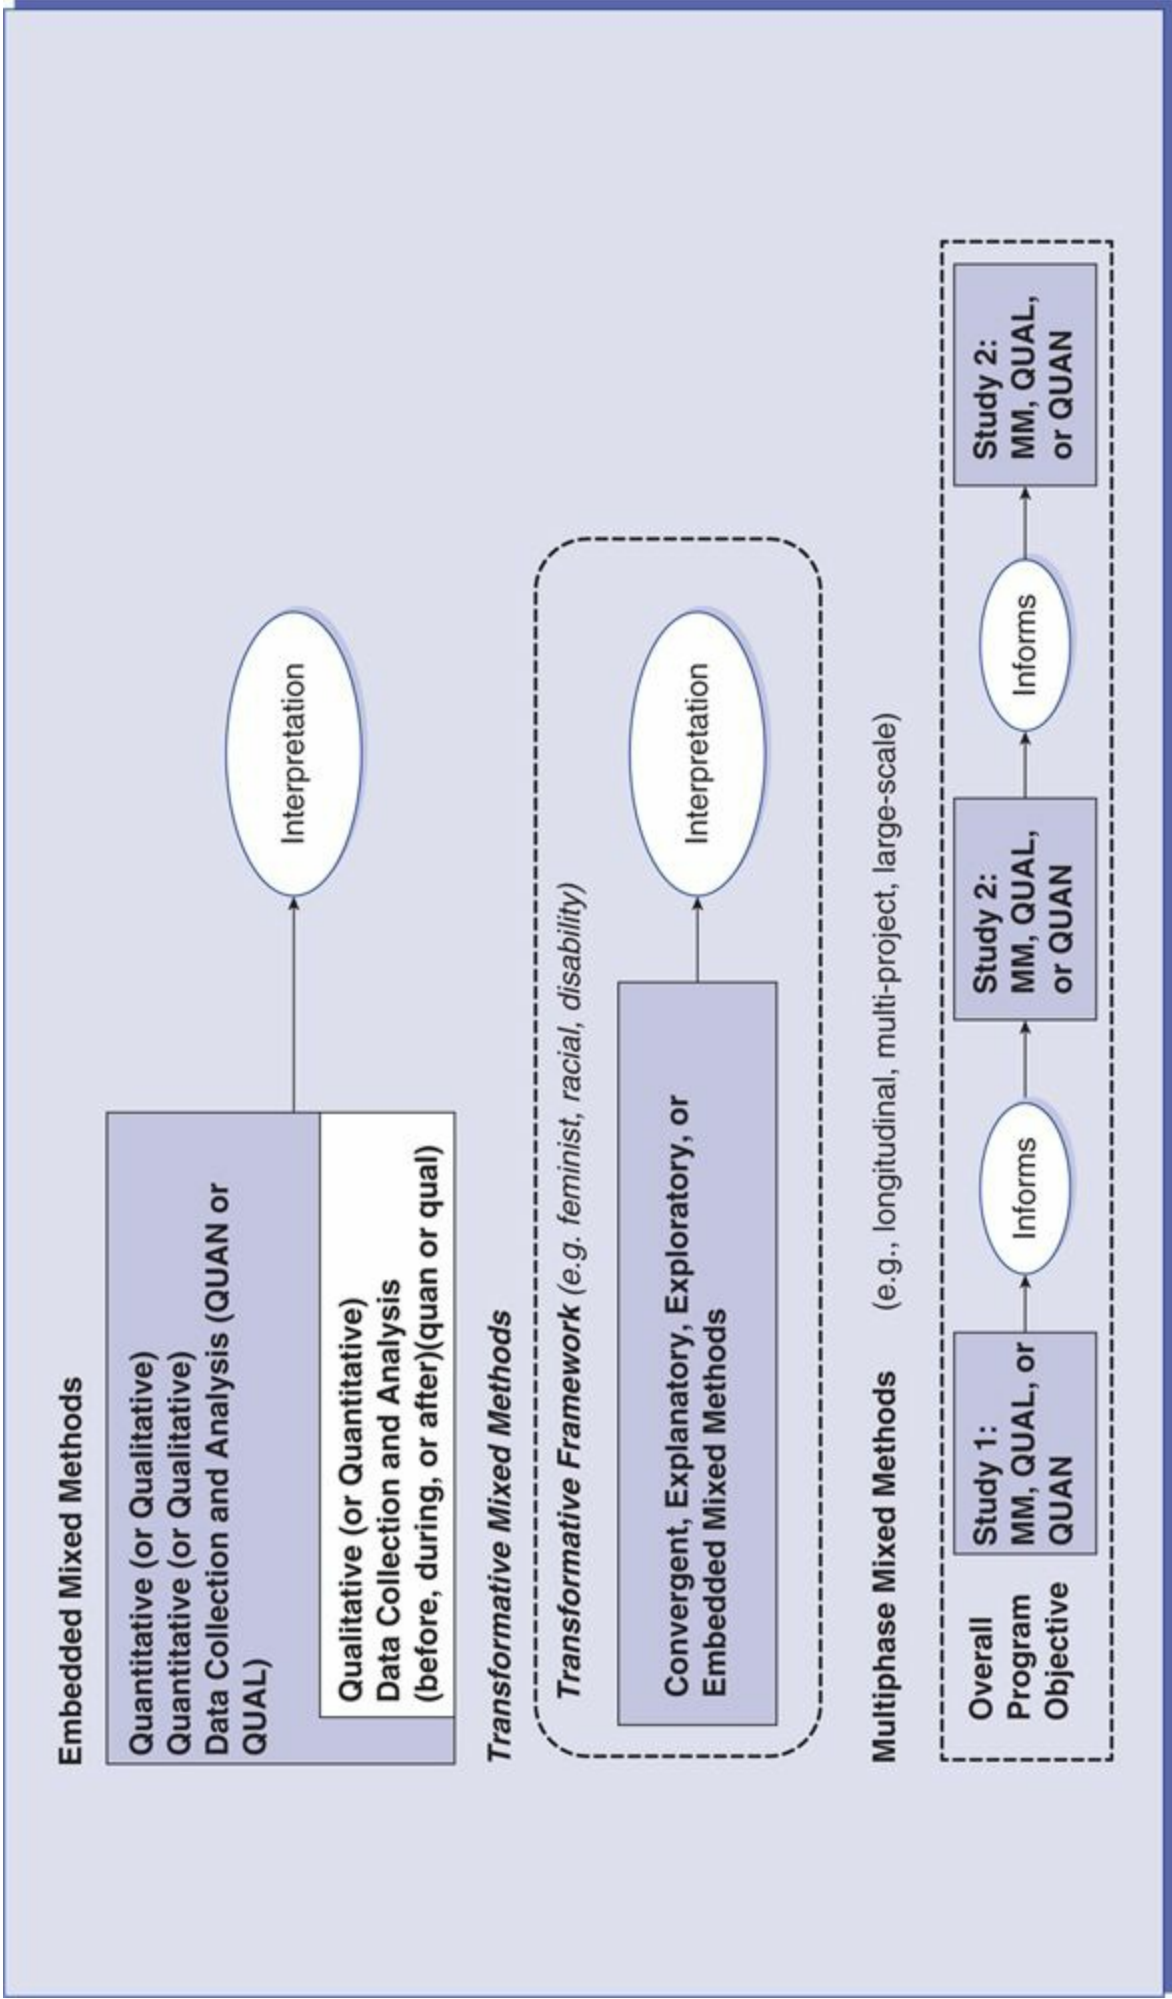 Embedded Mixed Methods
Quantitative (or Qualitative)
Quantitative (or Qualitative)
Data Collection and Analysis (QUAN or
QUAL)
Qualitative (or Quantitative)
Data Collection and Analysis
(before, during, or after)(quan or qual)
Interpretation
Transformative Mixed Methods
Transformative Framework (e.g. feminist, racial, disability)
Convergent, Explanatory, Exploratory, or
Embedded Mixed Methods
Interpretation
Multiphase Mixed Methods (e.g., longitudinal, multi-project, large-scale)
Overall
Program
Objective
Study 1:
MM, QUAL, or
QUAN
Informs
Study 2:
MM, QUAL,
or QUAN
Informs
Study 2:
MM, QUAL,
or QUAN